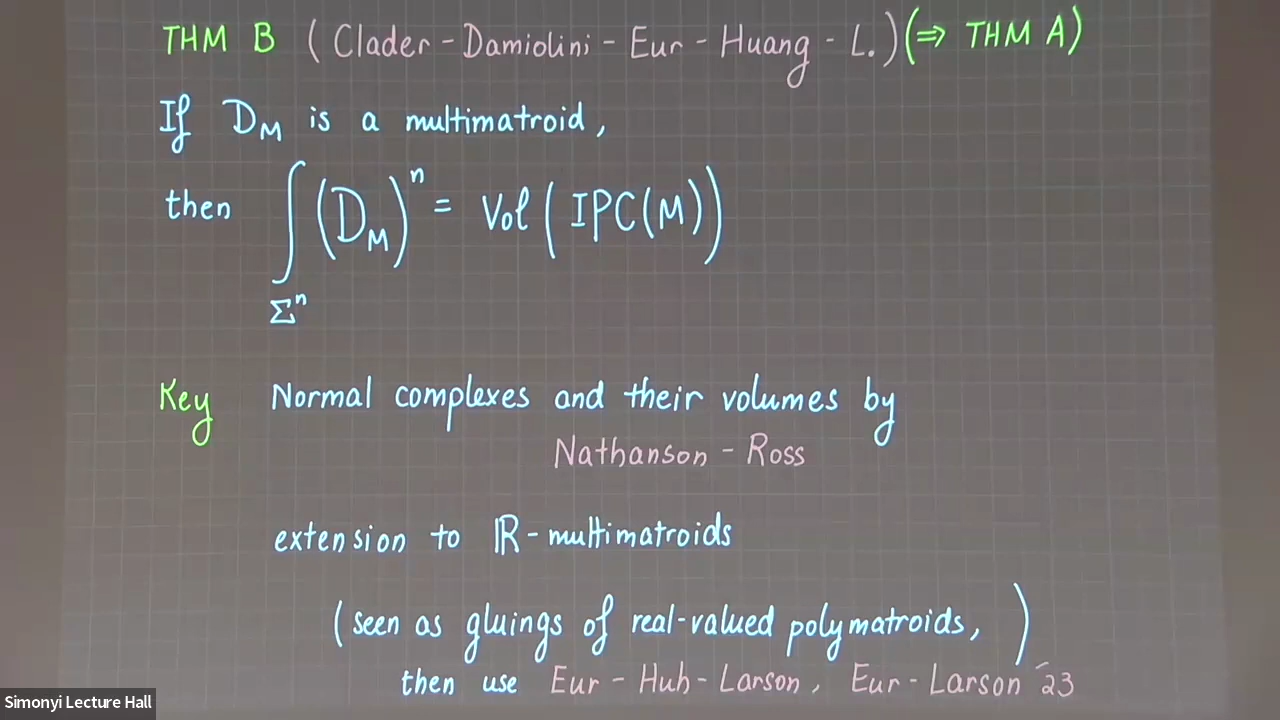 THM B (Clader-Damiolini-Eur-Huang-L.) (⇒ THM A)
If D_M is a multimatroid,
then ∫_{Σ^n} (D_M)^n = Vol(IPC(M))
Key Normal complexes and their volumes by
Nathanson-Ross
extension to ℝ-multimatroids
(seen as gluings of real-valued polymatroids,)
then use Eur-Huh-Larson, Eur-Larson '23
Simonyi Lecture Hall